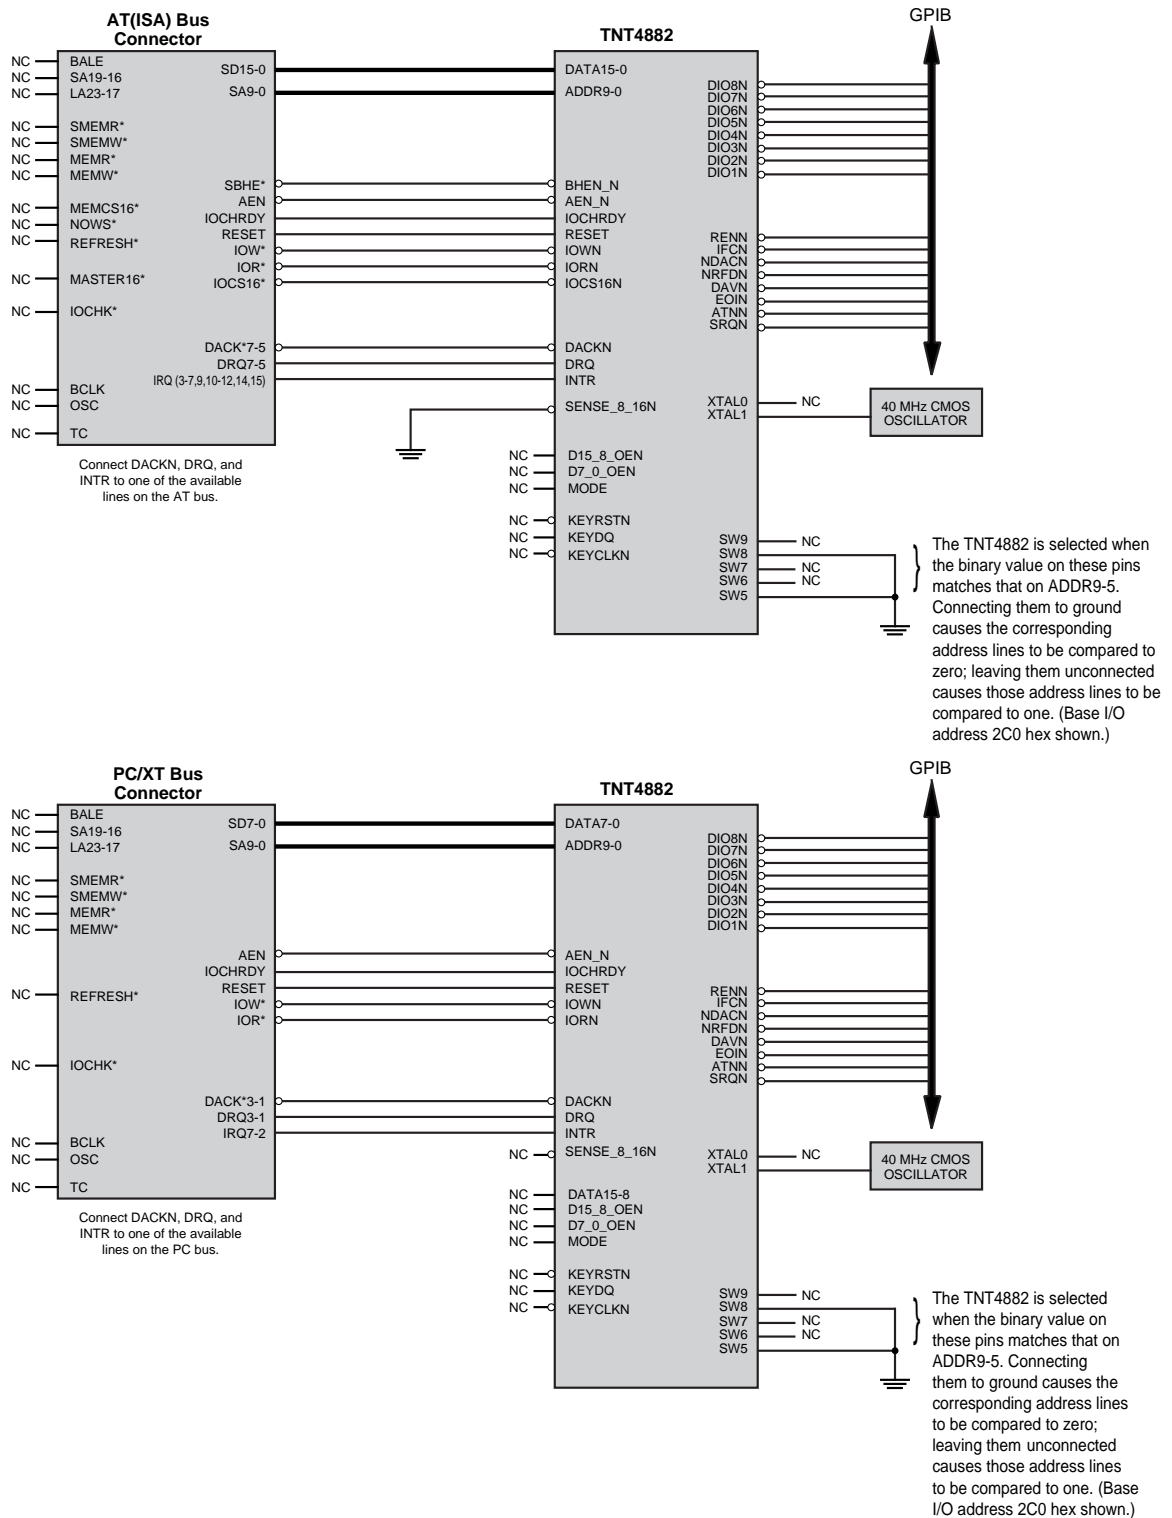 AT(ISA) Bus
Connector
TNT4882
GPIB
NC
BALE
NC
SA19-16
NC
LA23-17
NC
SMEMR*
NC
SMEMW*
NC
MEMR*
NC
MEMW*
NC
MEMCS16*
NC
NOWS*
NC
REFRESH*
NC
MASTER16*
NC
IOCHK*
NC
BCLK
NC
OSC
NC
TC
SD15-0
SA9-0
SBHE*
AEN
IOCHRDY
RESET
IOW*
IOR*
IOCS16*
DACK*7-5
DRQ7-5
IRQ (3-7,9,10-12,14,15)
Connect DACKN, DRQ, and
INTR to one of the available
lines on the AT bus.
DATA15-0
ADDR9-0
BHEN_N
AEN_N
IOCHRDY
RESET
IOWN
IORN
IOCS16N
DACKN
DRQ
INTR
SENSE_8_16N
NC
D15_8_OEN
NC
D7_0_OEN
NC
MODE
NC
KEYRSTN
NC
KEYDQ
NC
KEYCLKN
DIO8N
DIO7N
DIO6N
DIO5N
DIO4N
DIO3N
DIO2N
DIO1N
RENN
IFCN
NDACN
NRFDN
DAVN
EOIN
ATNN
SRQN
XTAL0
NC
XTAL1
40 MHz CMOS
OSCILLATOR
SW9
NC
SW8
SW7
NC
SW6
NC
SW5
}
The TNT4882 is selected when
the binary value on these pins
matches that on ADDR9-5.
Connecting them to ground
causes the corresponding
address lines to be compared to
zero; leaving them unconnected
causes those address lines to be
compared to one. (Base I/O
address 2C0 hex shown.)
PC/XT Bus
Connector
TNT4882
GPIB
NC
BALE
NC
SA19-16
NC
LA23-17
NC
SMEMR*
NC
SMEMW*
NC
MEMR*
NC
MEMW*
NC
REFRESH*
NC
IOCHK*
NC
BCLK
NC
OSC
NC
TC
SD7-0
SA9-0
AEN
IOCHRDY
RESET
IOW*
IOR*
DACK*3-1
DRQ3-1
IRQ7-2
Connect DACKN, DRQ, and
INTR to one of the available
lines on the PC bus.
DATA7-0
ADDR9-0
AEN_N
IOCHRDY
RESET
IOWN
IORN
DACKN
DRQ
INTR
NC
SENSE_8_16N
NC
DATA15-8
NC
D15_8_OEN
NC
D7_0_OEN
NC
MODE
NC
KEYRSTN
NC
KEYDQ
NC
KEYCLKN
DIO8N
DIO7N
DIO6N
DIO5N
DIO4N
DIO3N
DIO2N
DIO1N
RENN
IFCN
NDACN
NRFDN
DAVN
EOIN
ATNN
SRQN
XTAL0
NC
XTAL1
40 MHz CMOS
OSCILLATOR
SW9
NC
SW8
SW7
NC
SW6
NC
SW5
}
The TNT4882 is selected
when the binary value on
these pins matches that on
ADDR9-5. Connecting
them to ground causes the
corresponding address lines
to be compared to zero;
leaving them unconnected
causes those address lines
to be compared to one. (Base
I/O address 2C0 hex shown.)